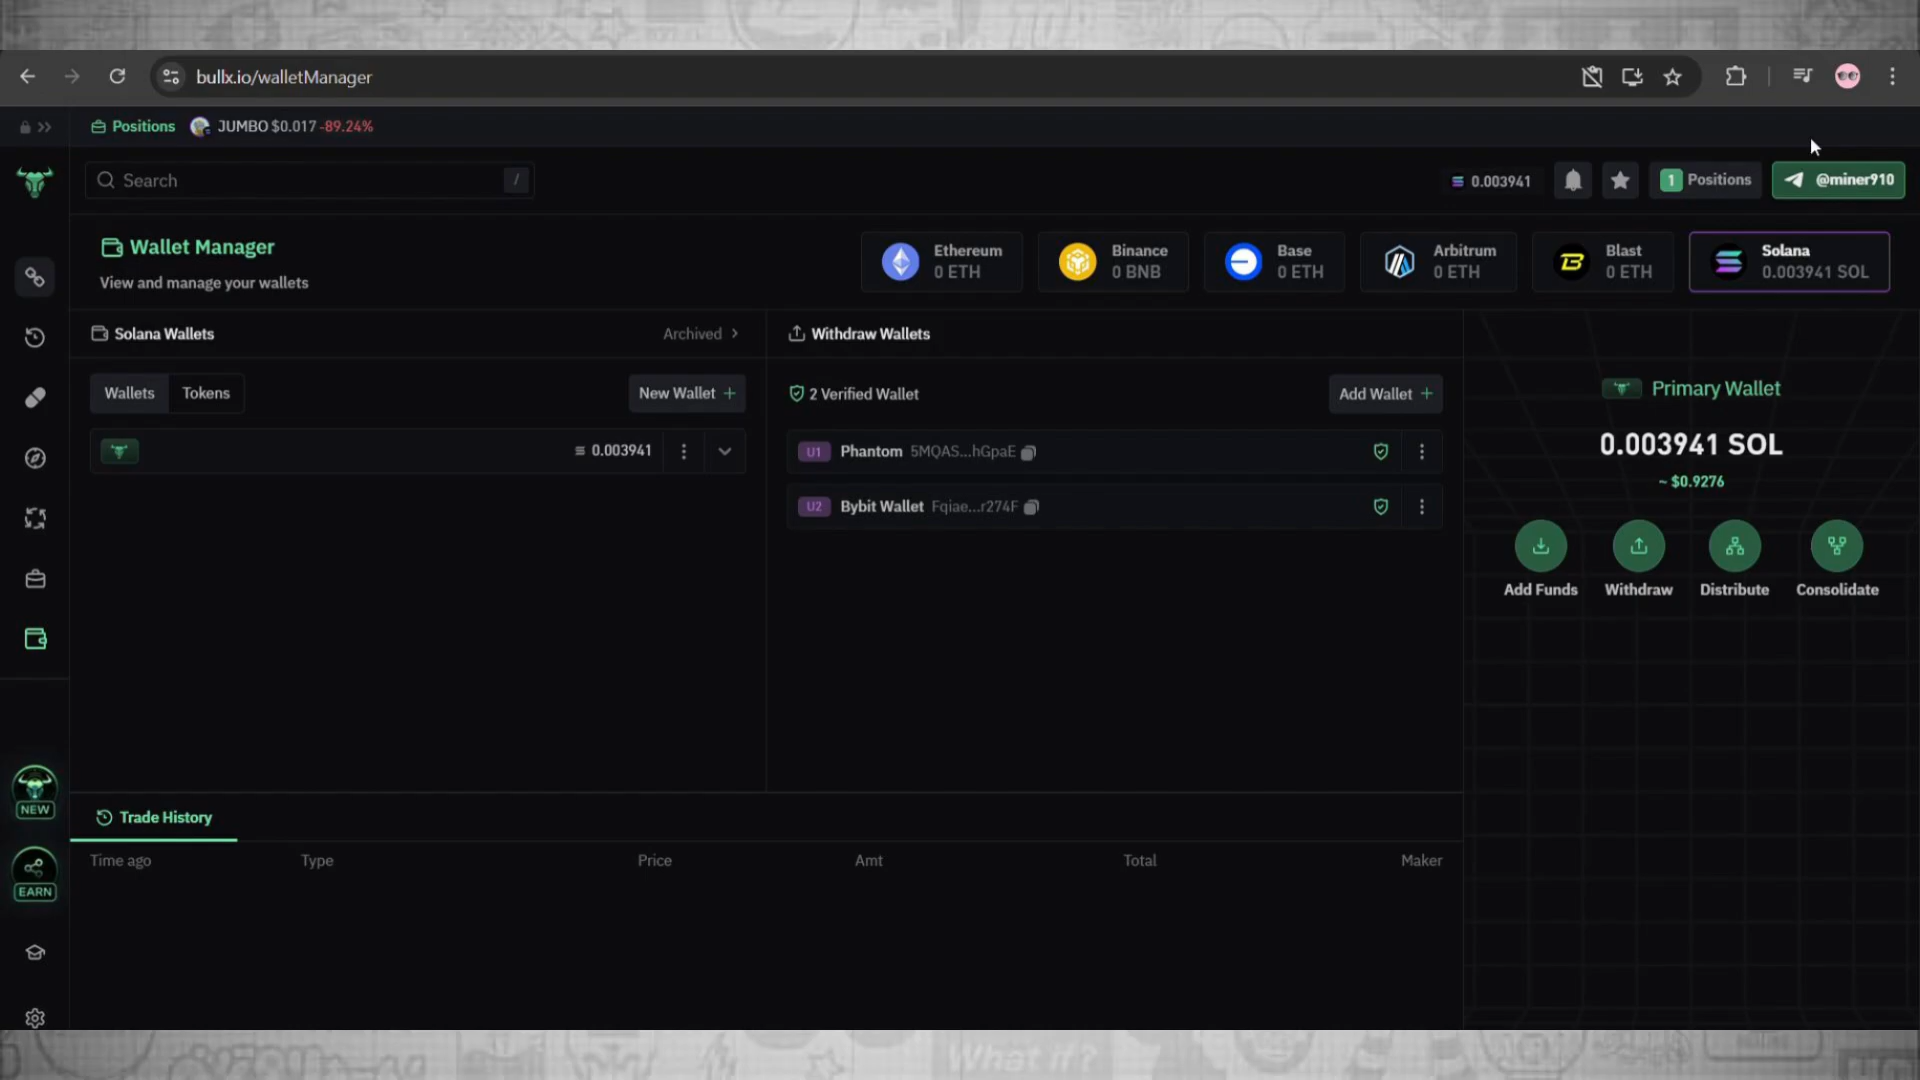 bullx.io/walletManager
Positions JUMBO $0.017 -89.24%
Search /
0.003941
1 Positions
@miner910
Wallet Manager
View and manage your wallets
Ethereum
0 ETH
Binance
0 BNB
Base
0 ETH
Arbitrum
0 ETH
Blast
0 ETH
Solana
0.003941 SOL
Solana Wallets
Archived
Wallets Tokens
New Wallet +
0.003941
Withdraw Wallets
2 Verified Wallet
Add Wallet +
U1 Phantom 5MQAS...hGpaE
U2 Bybit Wallet Fqiae...r274F
Primary Wallet
0.003941 SOL
~ $0.9276
Add Funds Withdraw Distribute Consolidate
NEW
EARN
Trade History
Time ago Type Price Amt Total Maker
What if?